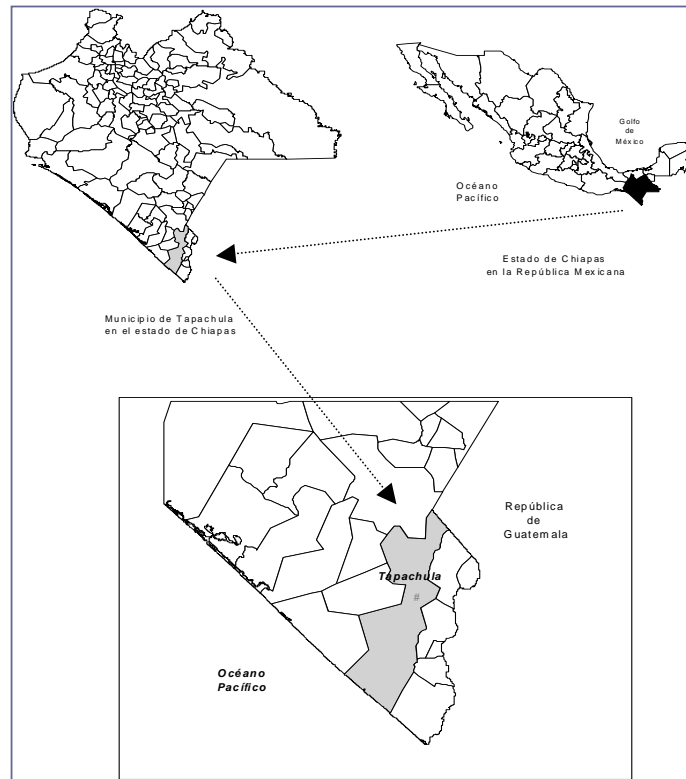 Golfo
de
México
Océano
Pacífico
Estado de Chiapas
en la República Mexicana
Municipio de Tapachula
en el estado de Chiapas
República
de
Guatemala
Tapachula
#
Océano
Pacífico